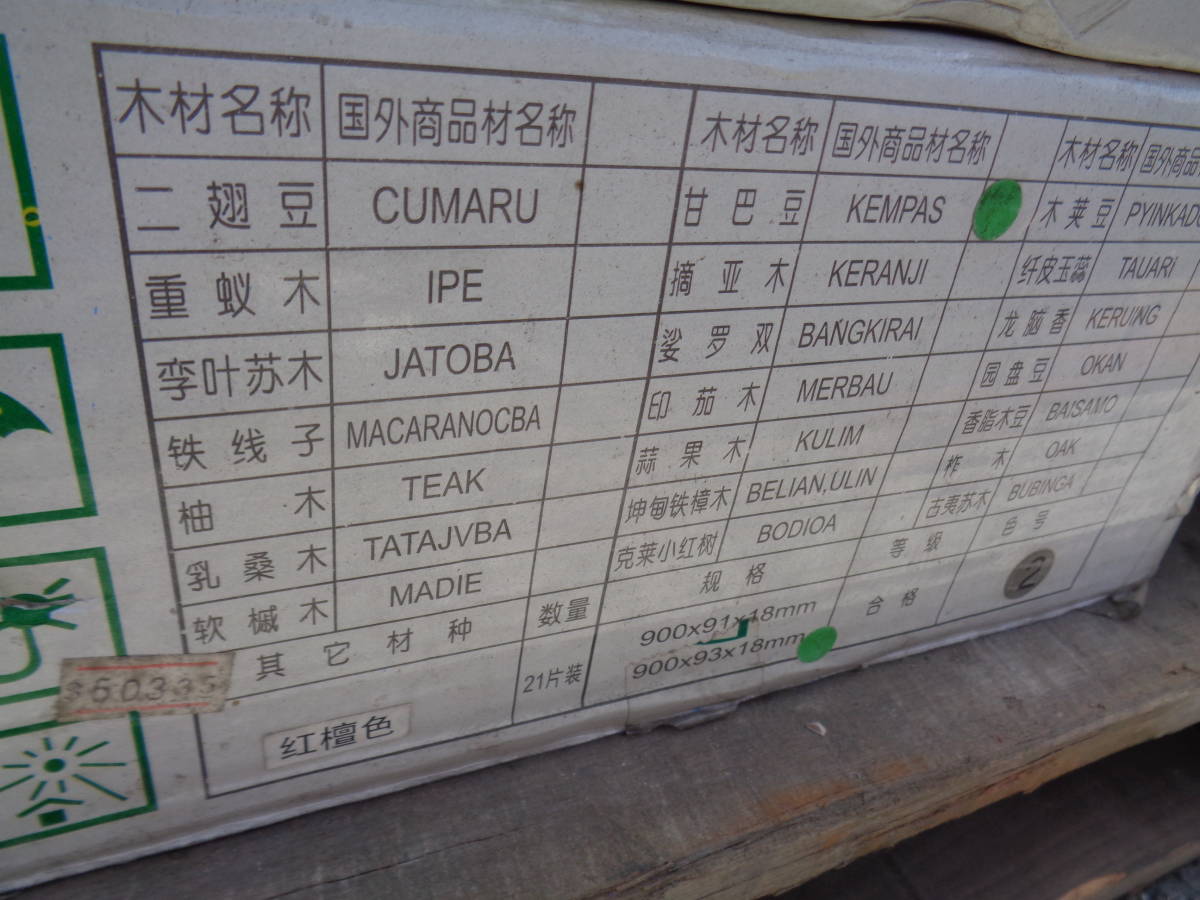 木材名称 国外商品材名称 木材名称 国外商品材名称 木材名称 国外商品
二翅豆 CUMARU 甘巴豆 KEMPAS 木荚豆 PYINKADO
重蚁木 IPE 摘亚木 KERANJI 纤皮玉蕊 TAUARI
孪叶苏木 JATOBA 娑罗双 BANGKIRAI 龙脑香 KERUING
铁线子 MACARANOCBA 印茄木 MERBAU 园盘豆 OKAN
柚木 TEAK 蒜果木 KULIM 香脂木豆 BAISAMO
乳桑木 TATAJVBA 坤甸铁樟木 BELIAN,ULIN 柞木 OAK
软槭木 MADIE 克莱小红树 BODIOA 古夷苏木 BUBINGA
其它材种 数量 规格 等级 色号
红檀色 21片装 900x91x18mm 合格 2
900x93x18mm
360335